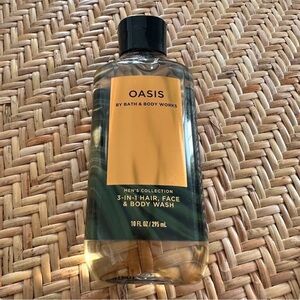 OASIS
BY BATH & BODY WORKS
MEN'S COLLECTION
3-IN-1 HAIR, FACE
& BODY WASH
10 FL OZ / 295 mL